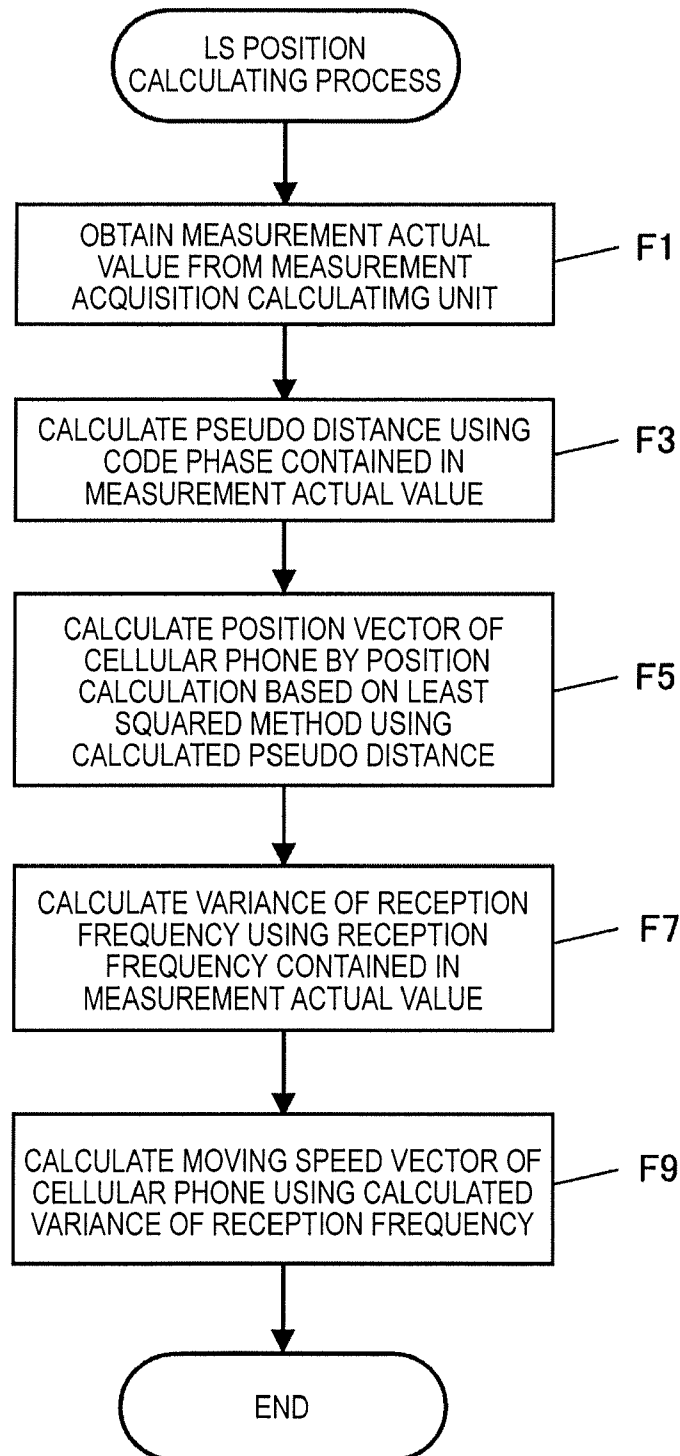 LS POSITION
CALCULATING PROCESS
OBTAIN MEASUREMENT ACTUAL
VALUE FROM MEASUREMENT
ACQUISITION CALCULATIMG UNIT
F1
CALCULATE PSEUDO DISTANCE USING
CODE PHASE CONTAINED IN
MEASUREMENT ACTUAL VALUE
F3
CALCULATE POSITION VECTOR OF
CELLULAR PHONE BY POSITION
CALCULATION BASED ON LEAST
SQUARED METHOD USING
CALCULATED PSEUDO DISTANCE
F5
CALCULATE VARIANCE OF RECEPTION
FREQUENCY USING RECEPTION
FREQUENCY CONTAINED IN
MEASUREMENT ACTUAL VALUE
F7
CALCULATE MOVING SPEED VECTOR OF
CELLULAR PHONE USING CALCULATED
VARIANCE OF RECEPTION FREQUENCY
F9
END